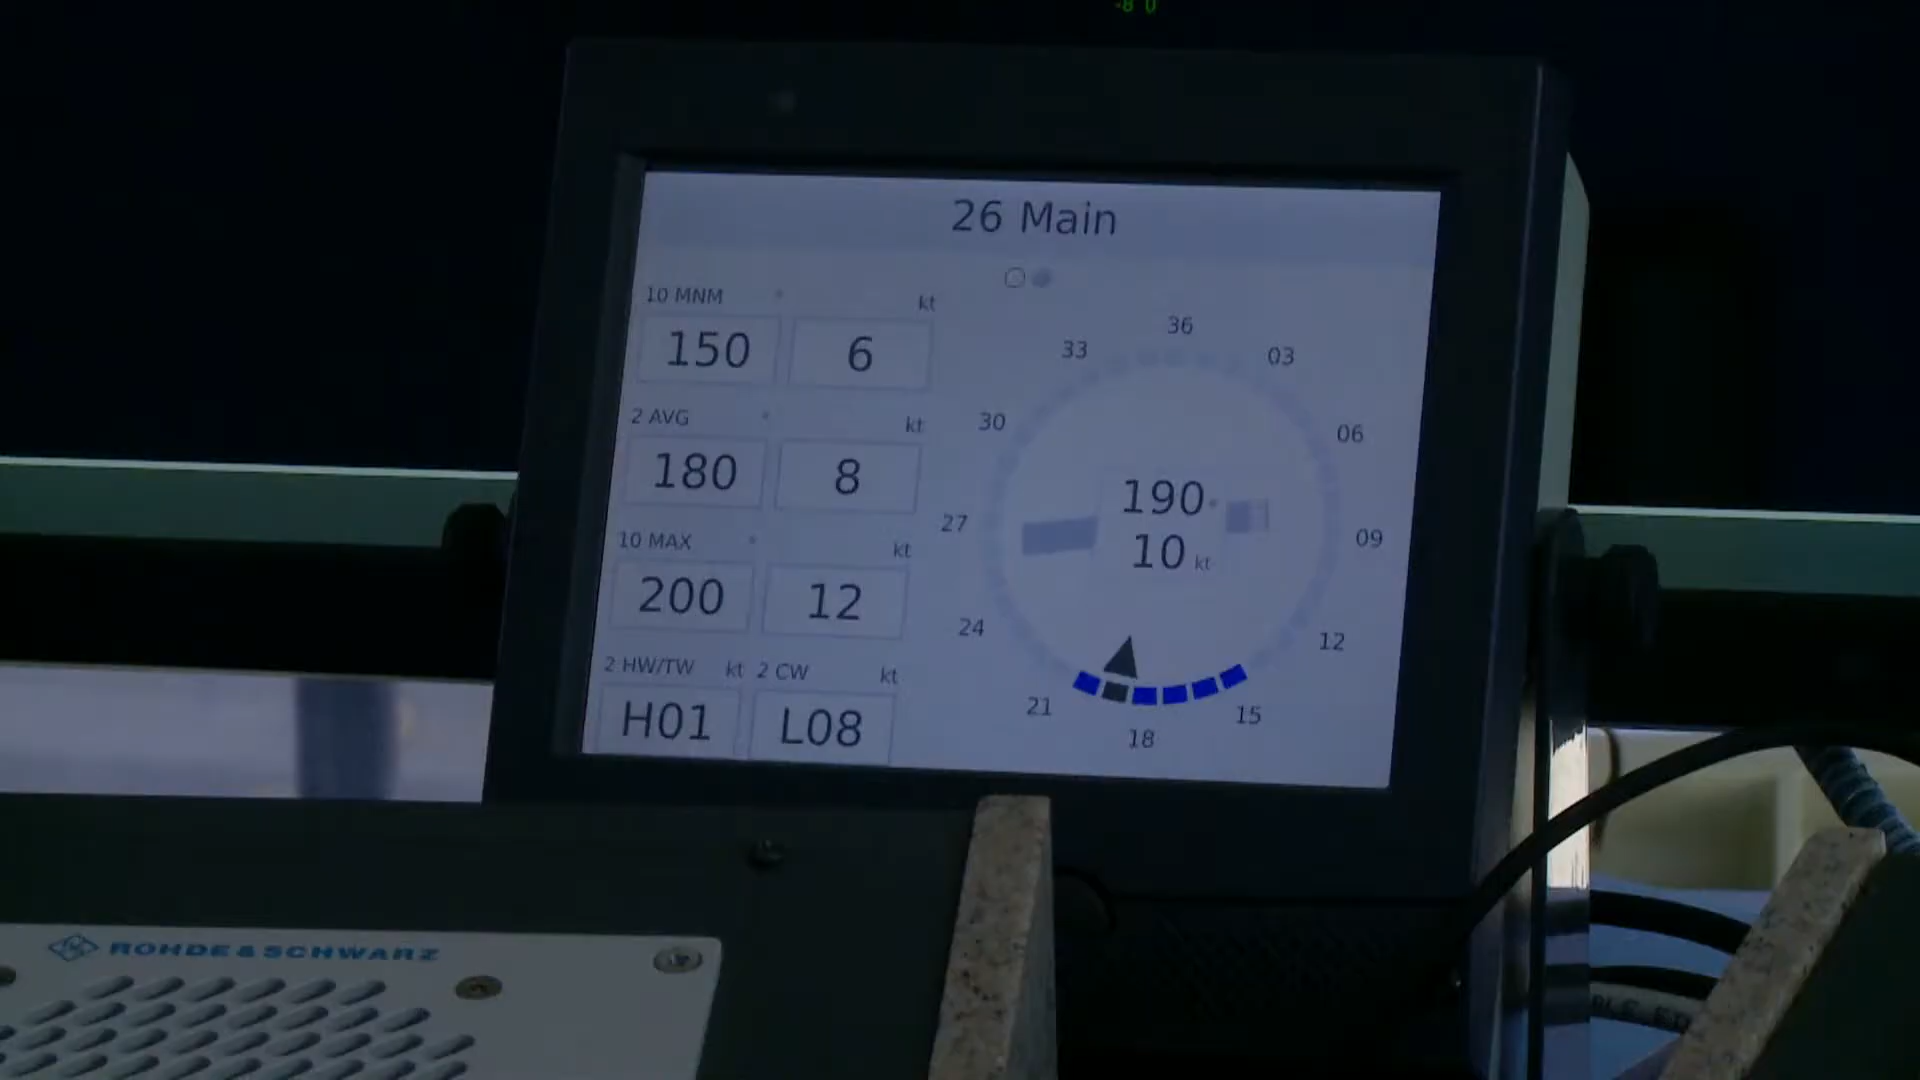 -8 0
26 Main
10 MNM ° kt
150 6
2 AVG ° kt
180 8
10 MAX ° kt
200 12
2 HW/TW kt 2 CW kt
H01 L08
36
33 03
30 06
190°
27 09
10 kt
24 12
21 15
18
ROHDE & SCHWARZ